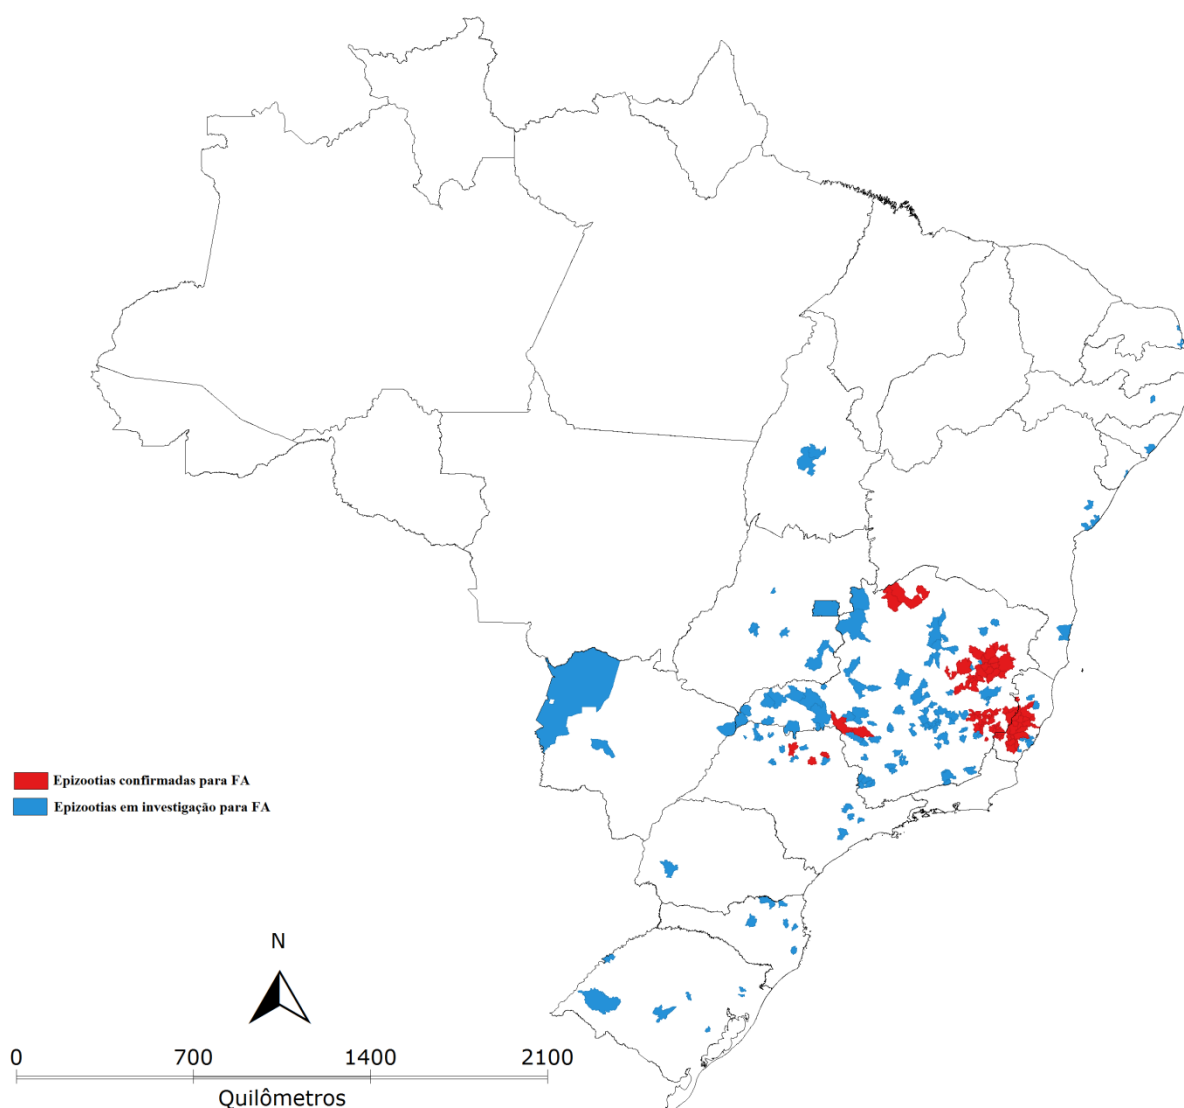 Epizootias confirmadas para FA
Epizootias em investigação para FA
N
0 700 1400 2100
Quilômetros